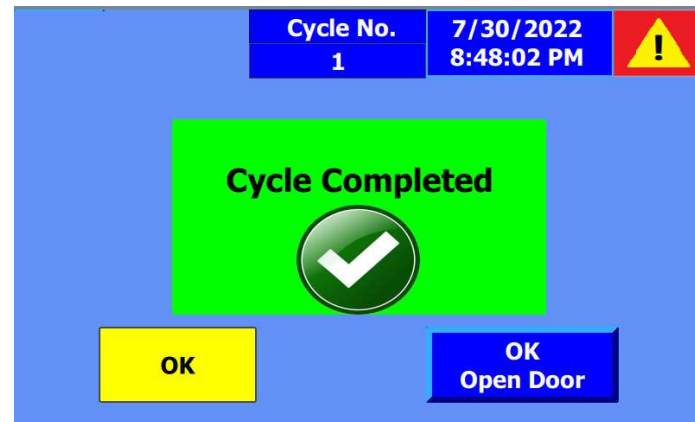 Cycle No.
1
7/30/2022
8:48:02 PM
!
Cycle Completed
OK
OK
Open Door